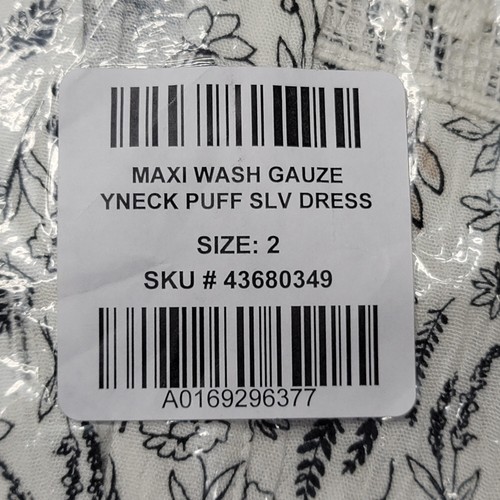 MAXI WASH GAUZE
YNECK PUFF SLV DRESS
SIZE: 2
SKU # 43680349
A0169296377